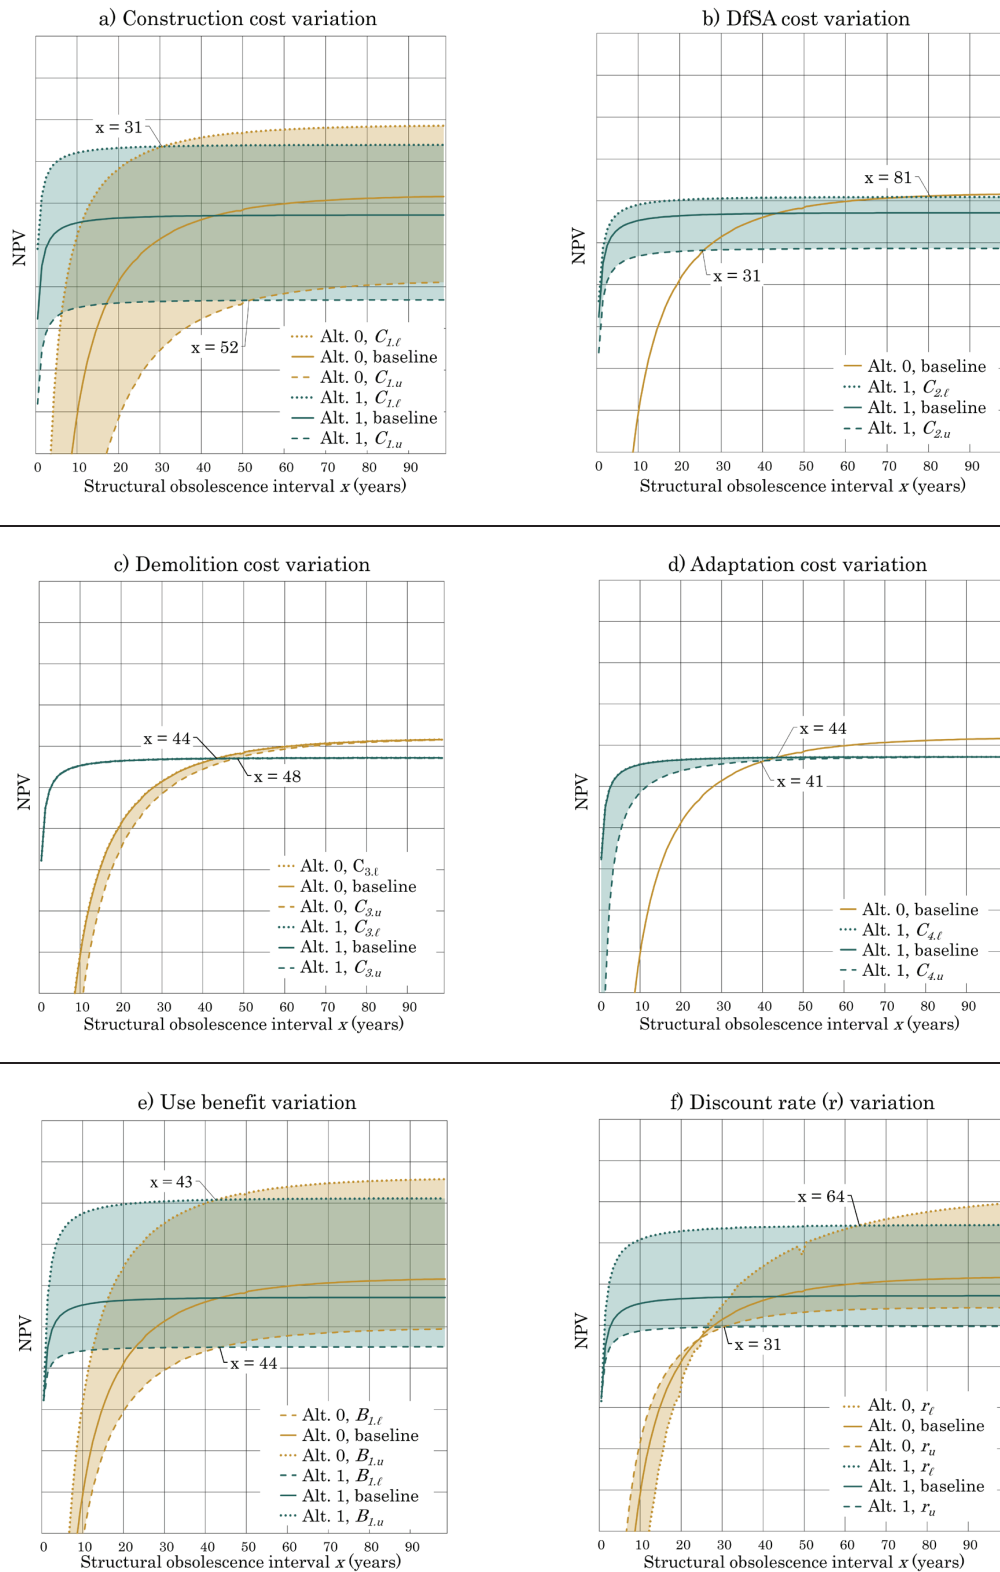 a) Construction cost variation
NPV
x = 31
x = 52
Alt. 0, C1.ℓ
Alt. 0, baseline
Alt. 0, C1.u
Alt. 1, C1.ℓ
Alt. 1, baseline
Alt. 1, C1.u
0 10 20 30 40 50 60 70 80 90
Structural obsolescence interval x (years)
b) DfSA cost variation
NPV
x = 81
x = 31
Alt. 0, baseline
Alt. 1, C2.ℓ
Alt. 1, baseline
Alt. 1, C2.u
0 10 20 30 40 50 60 70 80 90
Structural obsolescence interval x (years)
c) Demolition cost variation
NPV
x = 44
x = 48
Alt. 0, C3.ℓ
Alt. 0, baseline
Alt. 0, C3.u
Alt. 1, C3.ℓ
Alt. 1, baseline
Alt. 1, C3.u
0 10 20 30 40 50 60 70 80 90
Structural obsolescence interval x (years)
d) Adaptation cost variation
NPV
x = 44
x = 41
Alt. 0, baseline
Alt. 1, C4.ℓ
Alt. 1, baseline
Alt. 1, C4.u
0 10 20 30 40 50 60 70 80 90
Structural obsolescence interval x (years)
e) Use benefit variation
NPV
x = 43
x = 44
Alt. 0, B1.ℓ
Alt. 0, baseline
Alt. 0, B1.u
Alt. 1, B1.ℓ
Alt. 1, baseline
Alt. 1, B1.u
0 10 20 30 40 50 60 70 80 90
Structural obsolescence interval x (years)
f) Discount rate (r) variation
NPV
x = 64
x = 31
Alt. 0, rℓ
Alt. 0, baseline
Alt. 0, ru
Alt. 1, rℓ
Alt. 1, baseline
Alt. 1, ru
0 10 20 30 40 50 60 70 80 90
Structural obsolescence interval x (years)